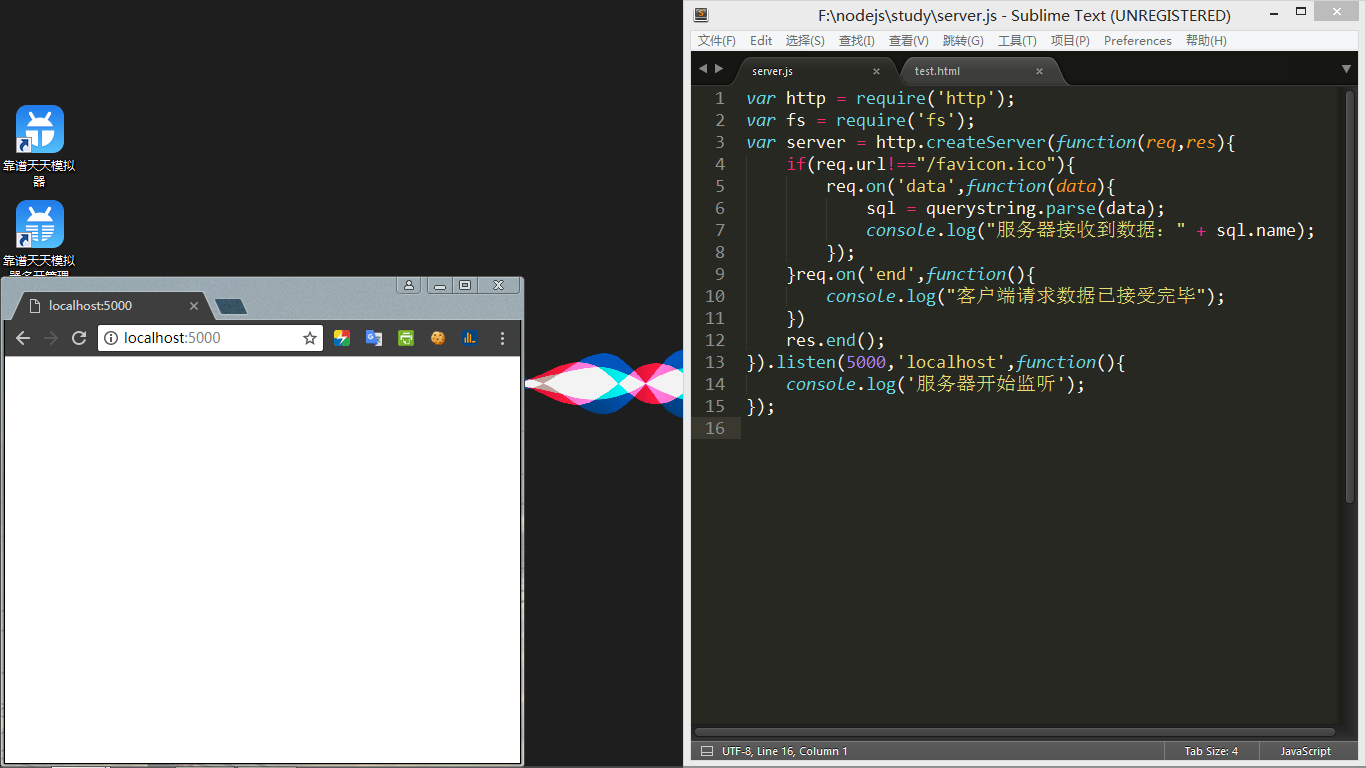 靠谱天天模拟
器
靠谱天天模拟
器多开管理
localhost:5000
localhost:5000
F:\nodejs\study\server.js - Sublime Text (UNREGISTERED)
文件(F) Edit 选择(S) 查找(I) 查看(V) 跳转(G) 工具(T) 项目(P) Preferences 帮助(H)
server.js test.html
1 var http = require('http');
2 var fs = require('fs');
3 var server = http.createServer(function(req,res){
4 if(req.url!=="/favicon.ico"){
5 req.on('data',function(data){
6 sql = querystring.parse(data);
7 console.log("服务器接收到数据: " + sql.name);
8 });
9 }req.on('end',function(){
10 console.log("客户端请求数据已接受完毕");
11 })
12 res.end();
13 }).listen(5000,'localhost',function(){
14 console.log('服务器开始监听');
15 });
16
UTF-8, Line 16, Column 1 Tab Size: 4 JavaScript